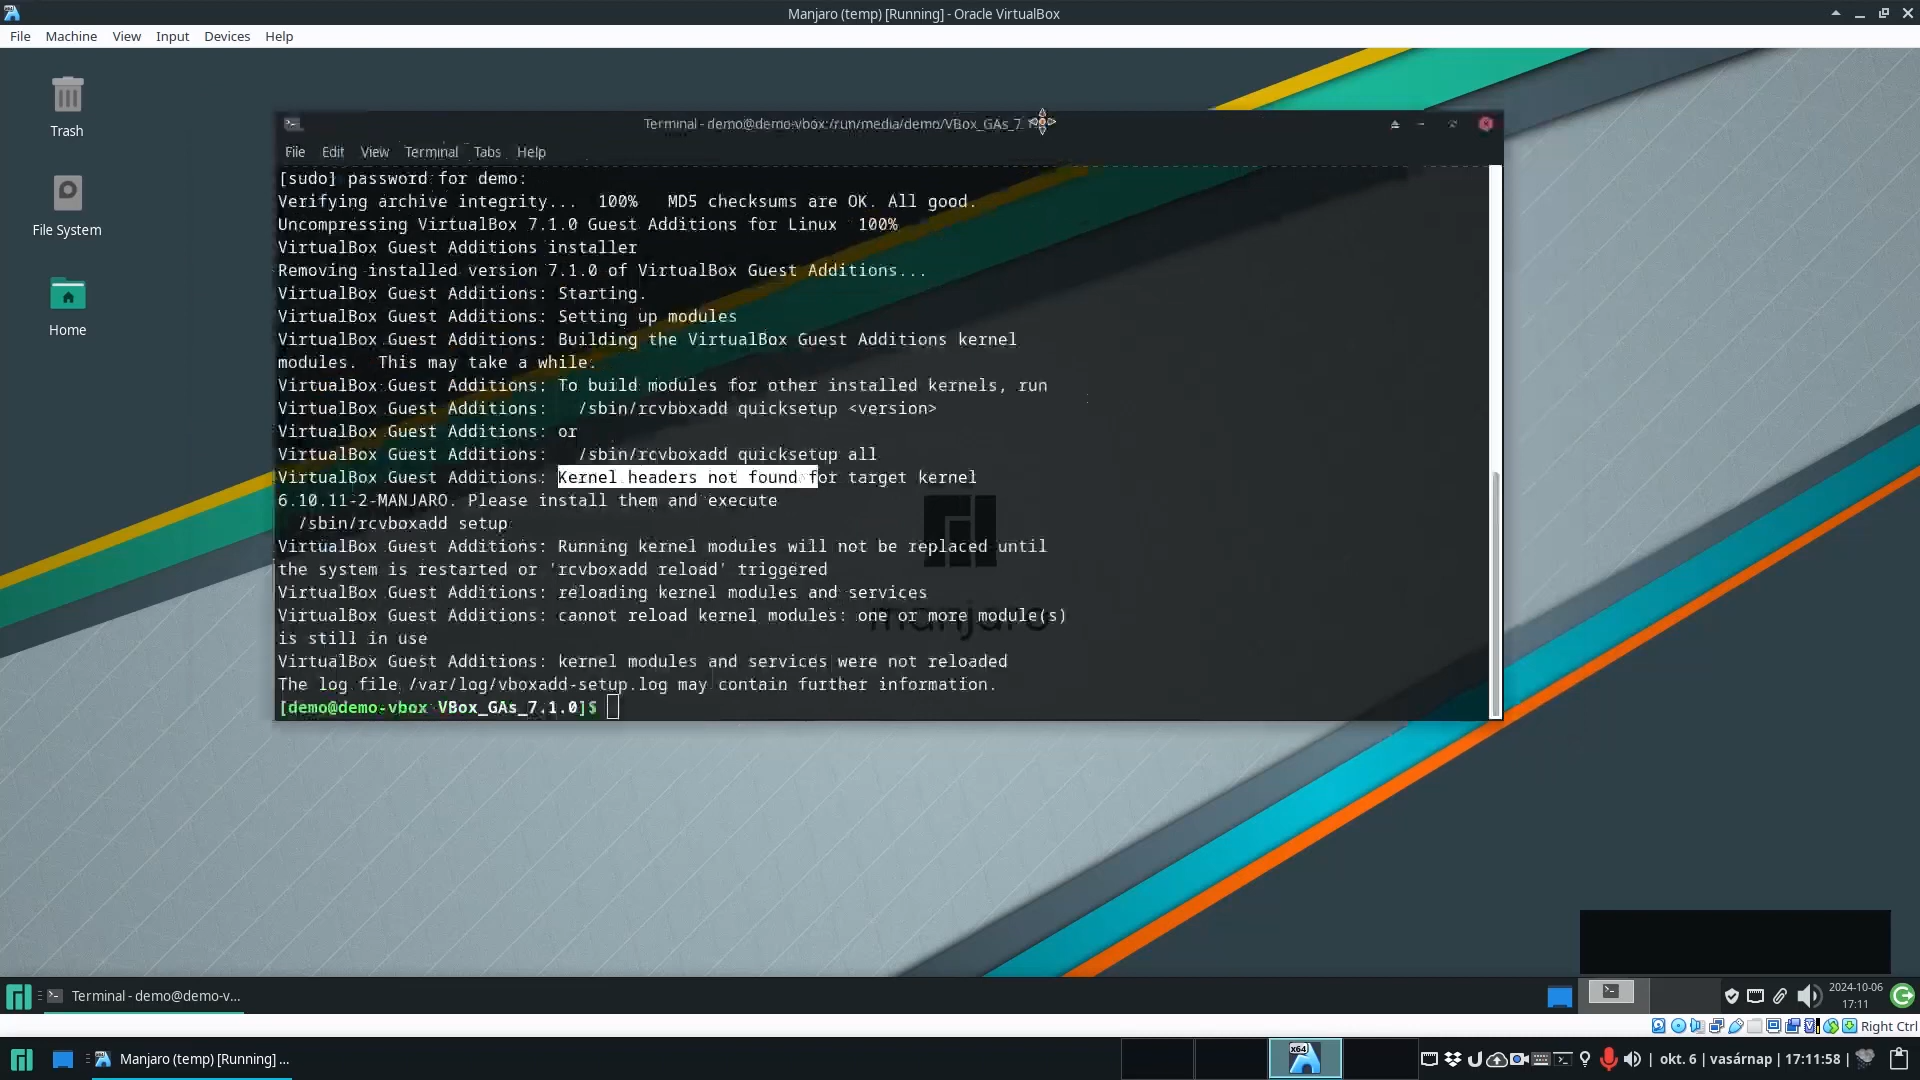 Manjaro (temp) [Running] - Oracle VirtualBox
File Machine View Input Devices Help
Trash
File System
Home
Terminal - demo@demo-vbox:/run/media/demo/VBox_GAs_7
File Edit View Terminal Tabs Help
[sudo] password for demo:
Verifying archive integrity...  100%   MD5 checksums are OK. All good.
Uncompressing VirtualBox 7.1.0 Guest Additions for Linux  100%
VirtualBox Guest Additions installer
Removing installed version 7.1.0 of VirtualBox Guest Additions...
VirtualBox Guest Additions: Starting.
VirtualBox Guest Additions: Setting up modules
VirtualBox Guest Additions: Building the VirtualBox Guest Additions kernel
modules.  This may take a while.
VirtualBox Guest Additions: To build modules for other installed kernels, run
VirtualBox Guest Additions:   /sbin/rcvboxadd quicksetup <version>
VirtualBox Guest Additions: or
VirtualBox Guest Additions:   /sbin/rcvboxadd quicksetup all
VirtualBox Guest Additions: Kernel headers not found for target kernel
6.10.11-2-MANJARO. Please install them and execute
  /sbin/rcvboxadd setup
VirtualBox Guest Additions: Running kernel modules will not be replaced until
the system is restarted or 'rcvboxadd reload' triggered
VirtualBox Guest Additions: reloading kernel modules and services
VirtualBox Guest Additions: cannot reload kernel modules: one or more module(s)
is still in use
VirtualBox Guest Additions: kernel modules and services were not reloaded
The log file /var/log/vboxadd-setup.log may contain further information.
[demo@demo-vbox VBox_GAs_7.1.0]$
manjaro
Terminal - demo@demo-v...
2024-10-06
17:11
Right Ctrl
Manjaro (temp) [Running] ...
x64
| okt. 6 | vasárnap | 17:11:58 |